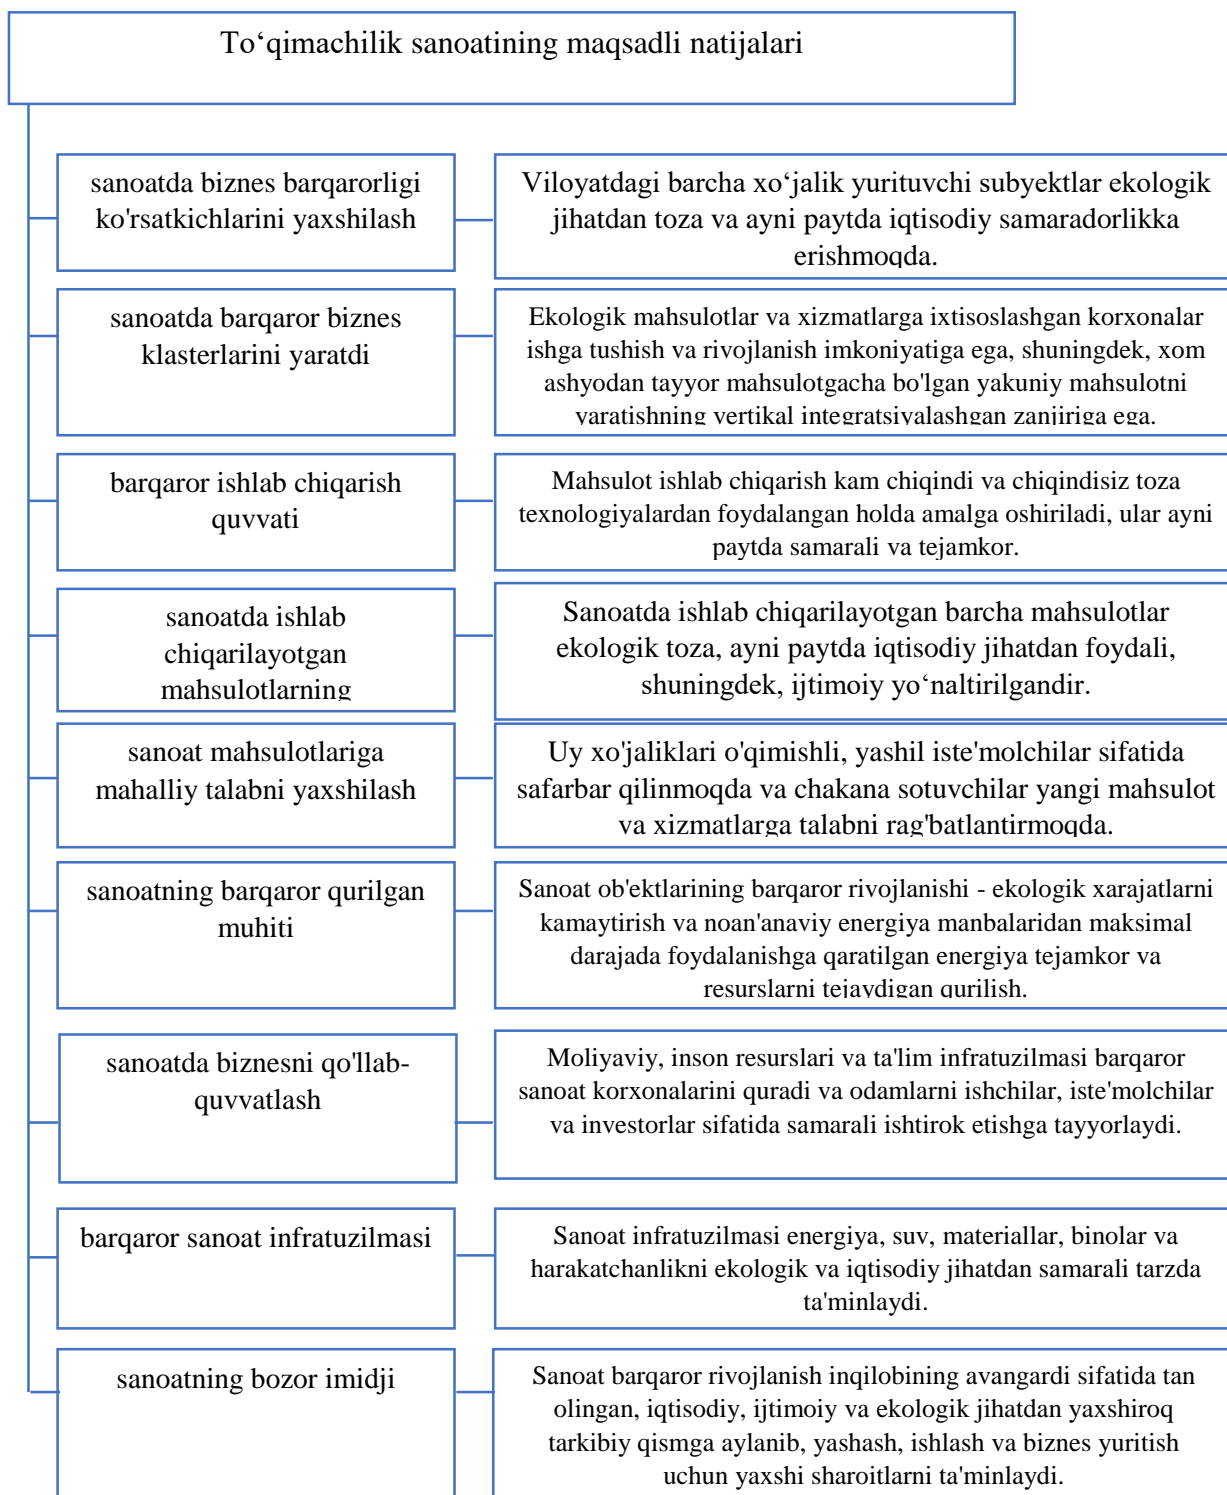 To‘qimachilik sanoatining maqsadli natijalari
sanoatda biznes barqarorligi
ko'rsatkichlarini yaxshilash
Viloyatdagi barcha xo‘jalik yurituvchi subyektlar ekologik
jihatdan toza va ayni paytda iqtisodiy samaradorlikka
erishmoqda.
sanoatda barqaror biznes
klasterlarini yaratdi
Ekologik mahsulotlar va xizmatlarga ixtisoslashgan korxonalar
ishga tushish va rivojlanish imkoniyatiga ega, shuningdek, xom
ashyodan tayyor mahsulotgacha bo'lgan yakuniy mahsulotni
yaratishning vertikal integratsiyalashgan zanjiriga ega.
barqaror ishlab chiqarish
quvvati
Mahsulot ishlab chiqarish kam chiqindi va chiqindisiz toza
texnologiyalardan foydalangan holda amalga oshiriladi, ular ayni
paytda samarali va tejamkor.
sanoatda ishlab
chiqarilayotgan
mahsulotlarning
Sanoatda ishlab chiqarilayotgan barcha mahsulotlar
ekologik toza, ayni paytda iqtisodiy jihatdan foydali,
shuningdek, ijtimoiy yo‘naltirilgandir.
sanoat mahsulotlariga
mahalliy talabni yaxshilash
Uy xo'jaliklari o'qimishli, yashil iste'molchilar sifatida
safarbar qilinmoqda va chakana sotuvchilar yangi mahsulot
va xizmatlarga talabni rag'batlantirmoqda.
sanoatning barqaror qurilgan
muhiti
Sanoat ob'ektlarining barqaror rivojlanishi - ekologik xarajatlarni
kamaytirish va noan'anaviy energiya manbalaridan maksimal
darajada foydalanishga qaratilgan energiya tejamkor va
resurslarni tejaydigan qurilish.
sanoatda biznesni qo'llab-
quvvatlash
Moliyaviy, inson resurslari va ta'lim infratuzilmasi barqaror
sanoat korxonalarini quradi va odamlarni ishchilar, iste'molchilar
va investorlar sifatida samarali ishtirok etishga tayyorlaydi.
barqaror sanoat infratuzilmasi
Sanoat infratuzilmasi energiya, suv, materiallar, binolar va
harakatchanlikni ekologik va iqtisodiy jihatdan samarali tarzda
ta'minlaydi.
sanoatning bozor imidji
Sanoat barqaror rivojlanish inqilobining avangardi sifatida tan
olingan, iqtisodiy, ijtimoiy va ekologik jihatdan yaxshiroq
tarkibiy qismga aylanib, yashash, ishlash va biznes yuritish
uchun yaxshi sharoitlarni ta'minlaydi.